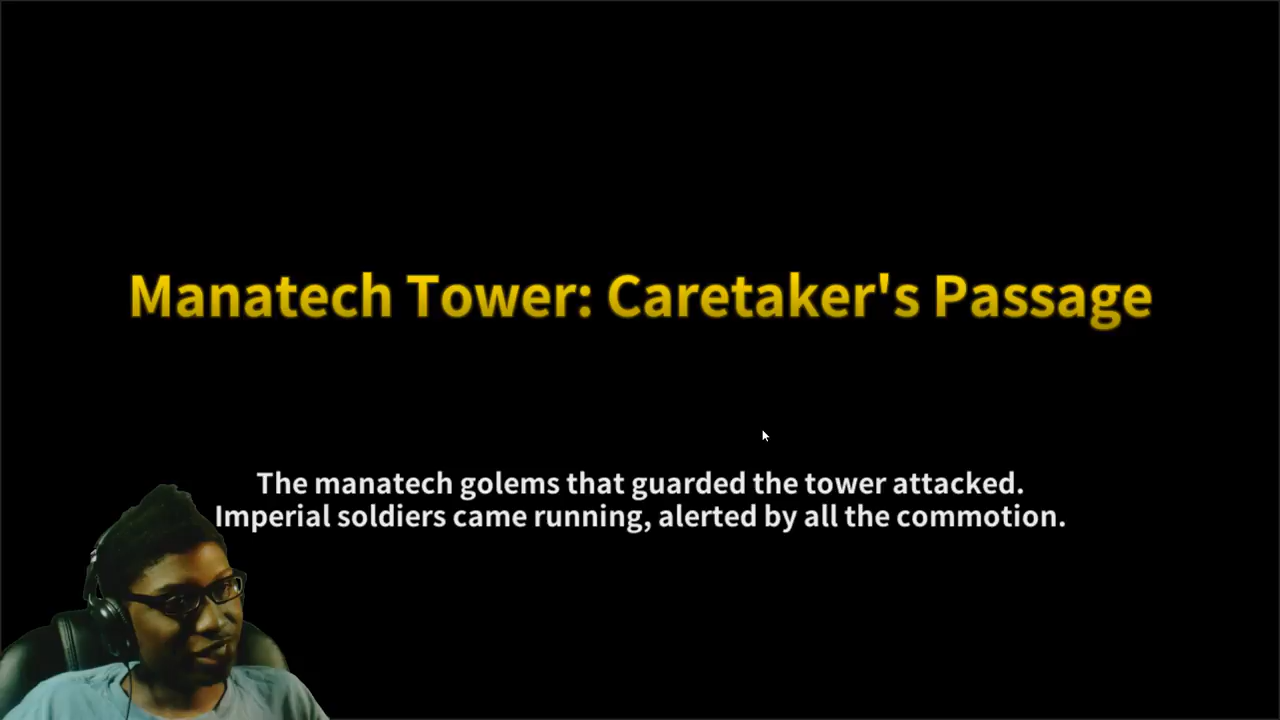 Manatech Tower: Caretaker's Passage
The manatech golems that guarded the tower attacked.
Imperial soldiers came running, alerted by all the commotion.